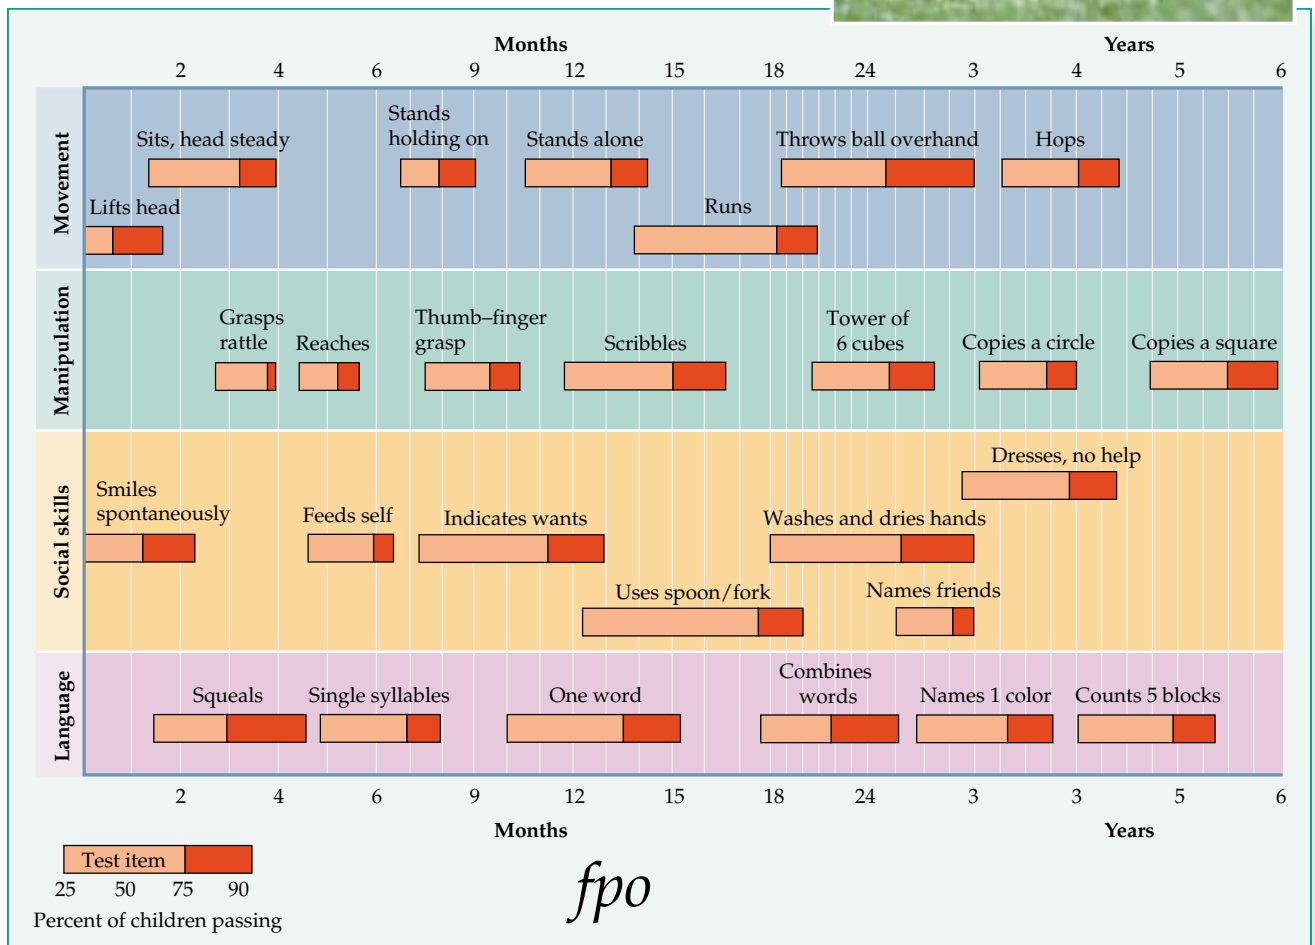 Months Years
2 4 6 9 12 15 18 24 3 4 5 6
Movement
Stands
holding on
Sits, head steady
Stands alone
Throws ball overhand
Hops
Lifts head
Runs
Manipulation
Grasps
rattle
Reaches
Thumb–finger
grasp
Scribbles
Tower of
6 cubes
Copies a circle
Copies a square
Social skills
Dresses, no help
Smiles
spontaneously
Feeds self
Indicates wants
Washes and dries hands
Uses spoon/fork
Names friends
Language
Squeals
Single syllables
One word
Combines
words
Names 1 color
Counts 5 blocks
2 4 6 9 12 15 18 24 3 3 5 6
Months Years
Test item
25 50 75 90
Percent of children passing
fpo